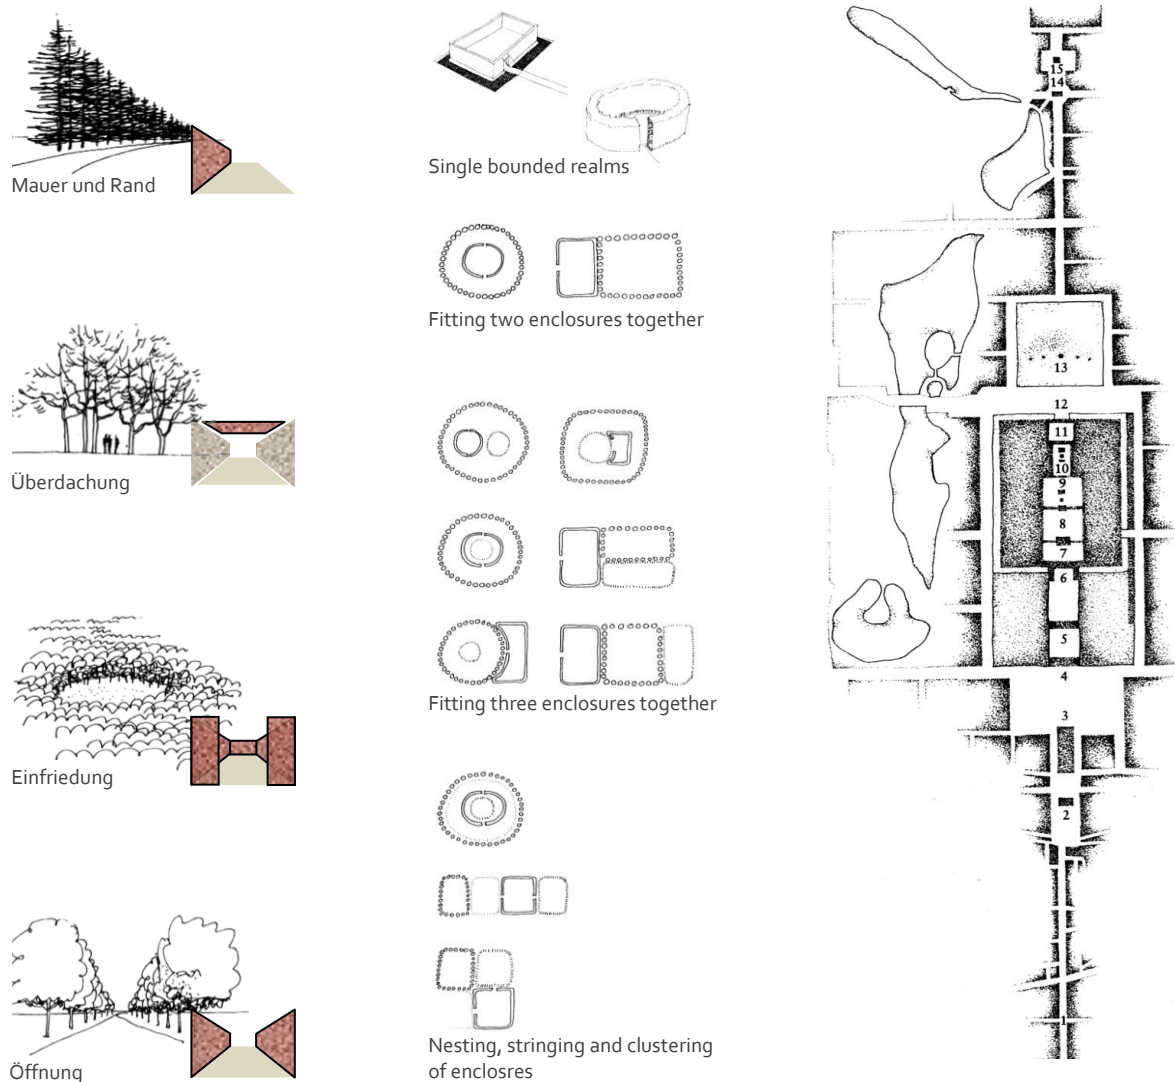 Mauer und Rand
Überdachung
Einfriedung
Öffnung
Single bounded realms
Fitting two enclosures together
Fitting three enclosures together
Nesting, stringing and clustering
of enclosres
15
14
13
12
11
10
9
8
7
6
5
4
3
2
1